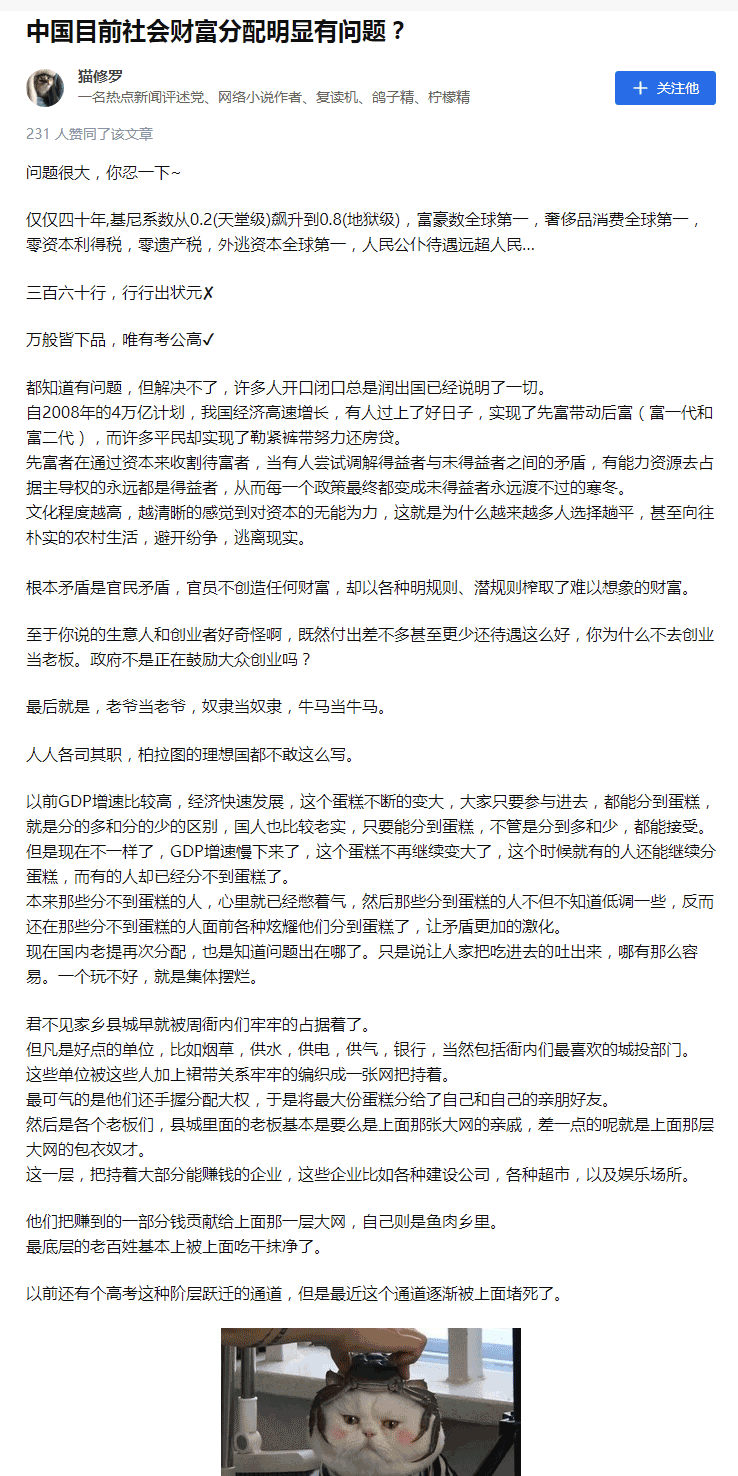 中国目前社会财富分配明显有问题？
猫修罗
一名热点新闻评述党、网络小说作者、复读机、鸽子精、柠檬精
＋ 关注他
231 人赞同了该文章
问题很大，你忍一下~
仅仅四十年,基尼系数从0.2(天堂级)飙升到0.8(地狱级)，富豪数全球第一，奢侈品消费全球第一，
零资本利得税，零遗产税，外逃资本全球第一，人民公仆待遇远超人民...
三百六十行，行行出状元✗
万般皆下品，唯有考公高✓
都知道有问题，但解决不了，许多人开口闭口总是润出国已经说明了一切。
自2008年的4万亿计划，我国经济高速增长，有人过上了好日子，实现了先富带动后富（富一代和
富二代），而许多平民却实现了勒紧裤带努力还房贷。
先富者在通过资本来收割待富者，当有人尝试调解得益者与未得益者之间的矛盾，有能力资源去占
据主导权的永远都是得益者，从而每一个政策最终都变成未得益者永远渡不过的寒冬。
文化程度越高，越清晰的感觉到对资本的无能为力，这就是为什么越来越多人选择趟平，甚至向往
朴实的农村生活，避开纷争，逃离现实。
根本矛盾是官民矛盾，官员不创造任何财富，却以各种明规则、潜规则榨取了难以想象的财富。
至于你说的生意人和创业者好奇怪啊，既然付出差不多甚至更少还待遇这么好，你为什么不去创业
当老板。政府不是正在鼓励大众创业吗？
最后就是，老爷当老爷，奴隶当奴隶，牛马当牛马。
人人各司其职，柏拉图的理想国都不敢这么写。
以前GDP增速比较高，经济快速发展，这个蛋糕不断的变大，大家只要参与进去，都能分到蛋糕，
就是分的多和分的少的区别，国人也比较老实，只要能分到蛋糕，不管是分到多和少，都能接受。
但是现在不一样了，GDP增速慢下来了，这个蛋糕不再继续变大了，这个时候就有的人还能继续分
蛋糕，而有的人却已经分不到蛋糕了。
本来那些分不到蛋糕的人，心里就已经憋着气，然后那些分到蛋糕的人不但不知道低调一些，反而
还在那些分不到蛋糕的人面前各种炫耀他们分到蛋糕了，让矛盾更加的激化。
现在国内老提再次分配，也是知道问题出在哪了。只是说让人家把吃进去的吐出来，哪有那么容
易。一个玩不好，就是集体摆烂。
君不见家乡县城早就被周衙内们牢牢的占据着了。
但凡是好点的单位，比如烟草，供水，供电，供气，银行，当然包括衙内们最喜欢的城投部门。
这些单位被这些人加上裙带关系牢牢的编织成一张网把持着。
最可气的是他们还手握分配大权，于是将最大份蛋糕分给了自己和自己的亲朋好友。
然后是各个老板们，县城里面的老板基本是要么是上面那张大网的亲戚，差一点的呢就是上面那层
大网的包衣奴才。
这一层，把持着大部分能赚钱的企业，这些企业比如各种建设公司，各种超市，以及娱乐场所。
他们把赚到的一部分钱贡献给上面那一层大网，自己则是鱼肉乡里。
最底层的老百姓基本上被上面吃干抹净了。
以前还有个高考这种阶层跃迁的通道，但是最近这个通道逐渐被上面堵死了。